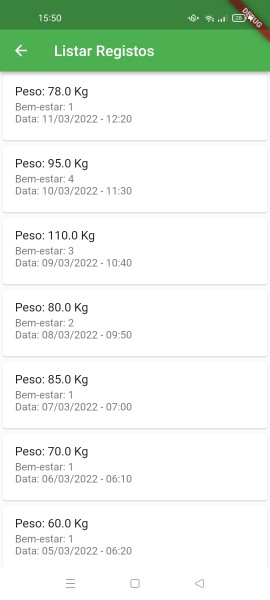 15:50
DEBUG
Listar Registos
Peso: 78.0 Kg
Bem-estar: 1
Data: 11/03/2022 - 12:20
Peso: 95.0 Kg
Bem-estar: 4
Data: 10/03/2022 - 11:30
Peso: 110.0 Kg
Bem-estar: 3
Data: 09/03/2022 - 10:40
Peso: 80.0 Kg
Bem-estar: 2
Data: 08/03/2022 - 09:50
Peso: 85.0 Kg
Bem-estar: 1
Data: 07/03/2022 - 07:00
Peso: 70.0 Kg
Bem-estar: 1
Data: 06/03/2022 - 06:10
Peso: 60.0 Kg
Bem-estar: 1
Data: 05/03/2022 - 06:20